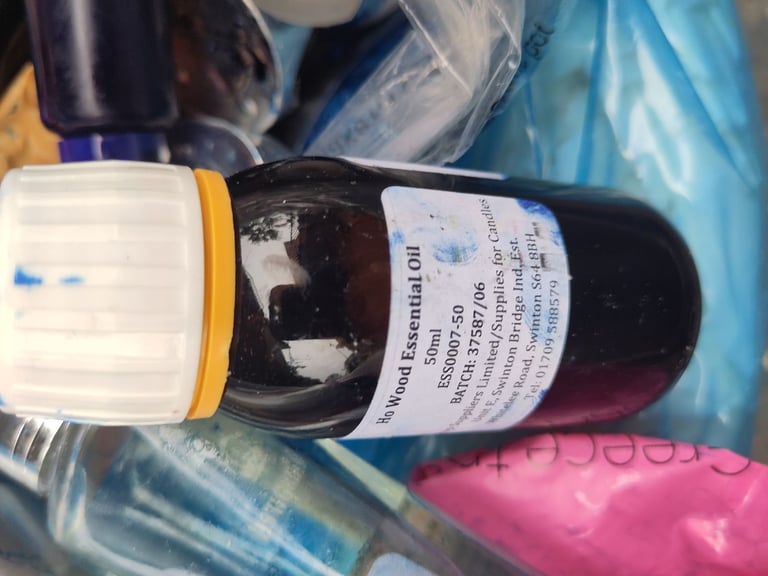 Ho Wood Essential Oil
50ml
ESS0007-50
BATCH: 37587/06
Suppliers Limited/Supplies for Candles
Unit E, Swinton Bridge Ind. Est.
Whitelee Road, Swinton S64 8BH
Tel: 01709 588579
Greeetn